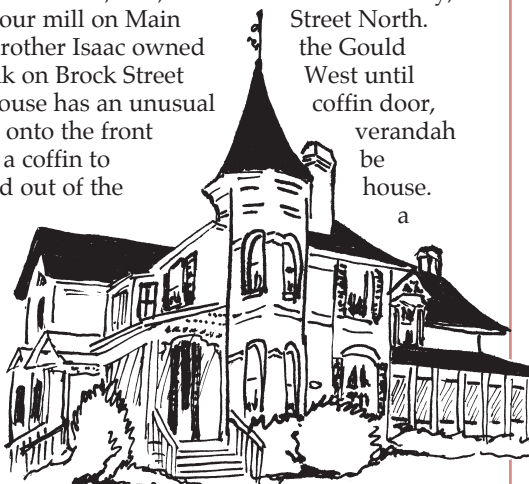 our mill on Main Street North.
rother Isaac owned the Gould
k on Brock Street West until
ouse has an unusual coffin door,
onto the front verandah
a coffin to be
d out of the house.
a